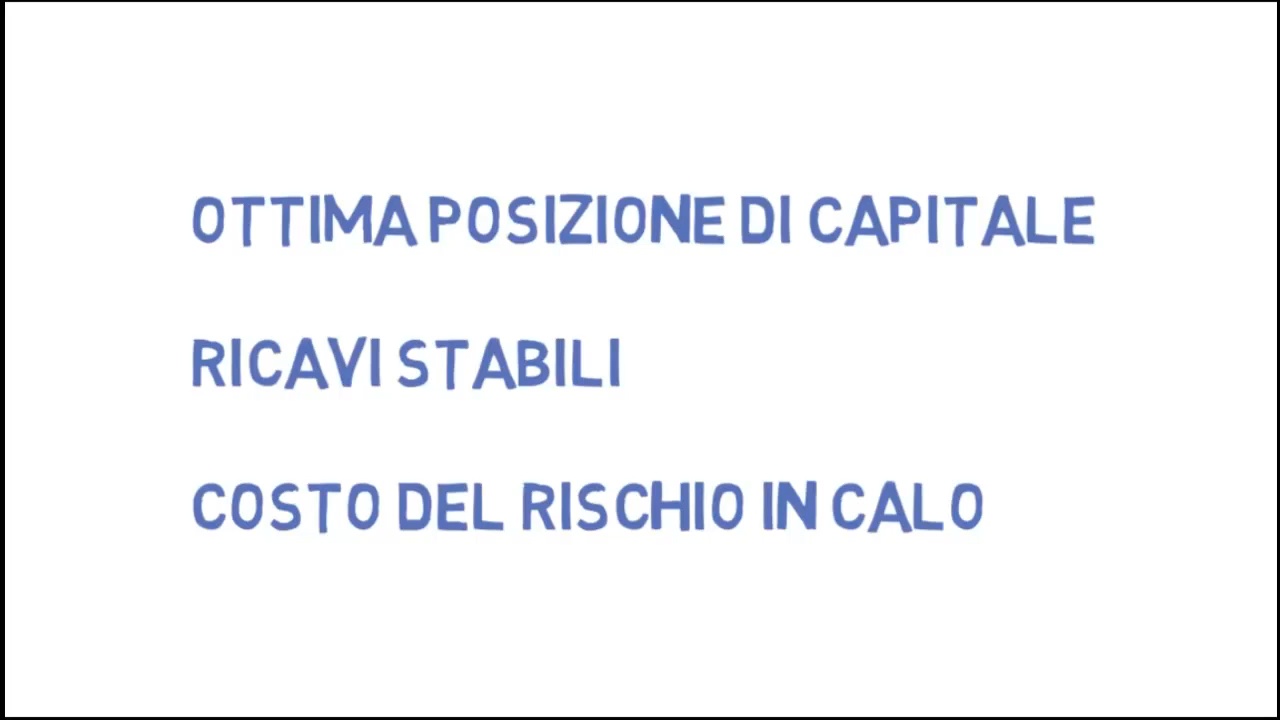 OTTIMA POSIZIONE DI CAPITALE
RICAVI STABILI
COSTO DEL RISCHIO IN CALO